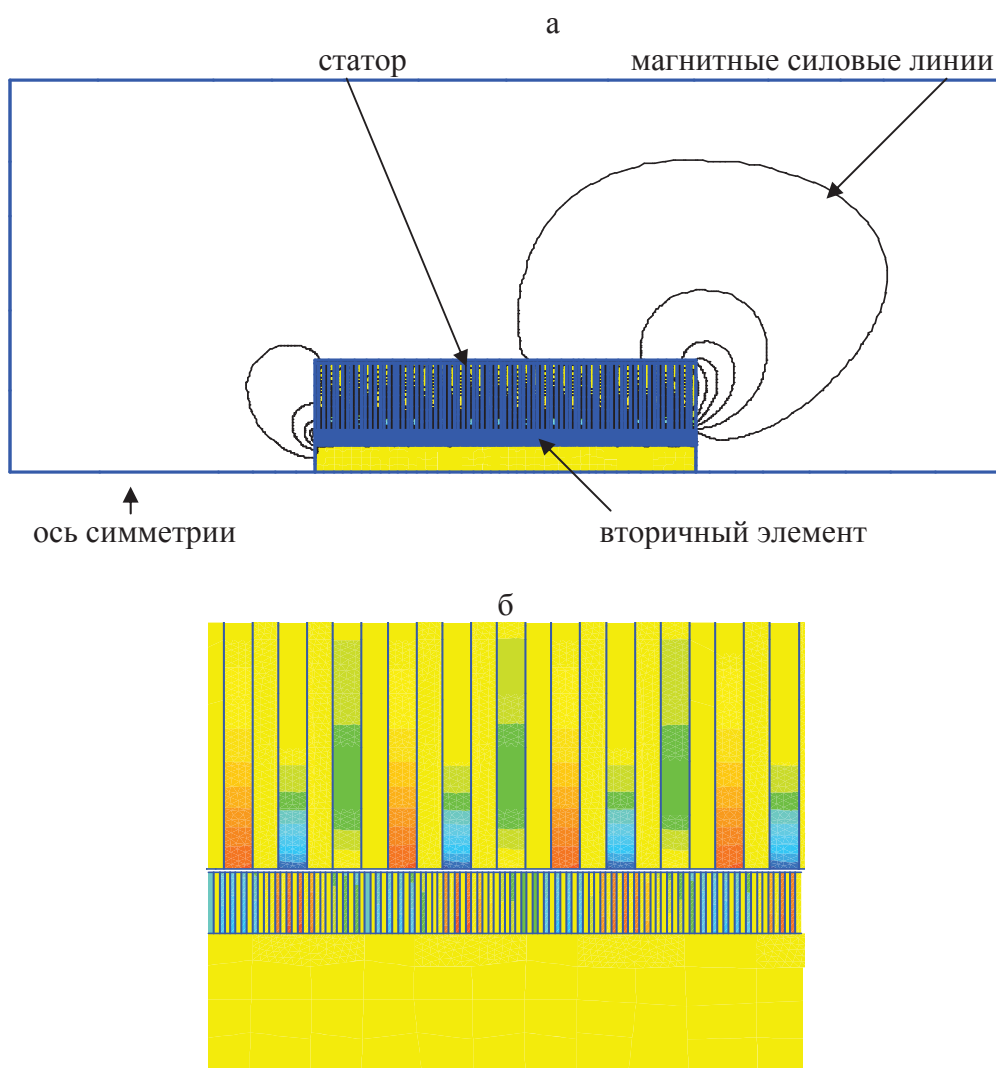 а
статор
магнитные силовые линии
ось симметрии
вторичный элемент
б